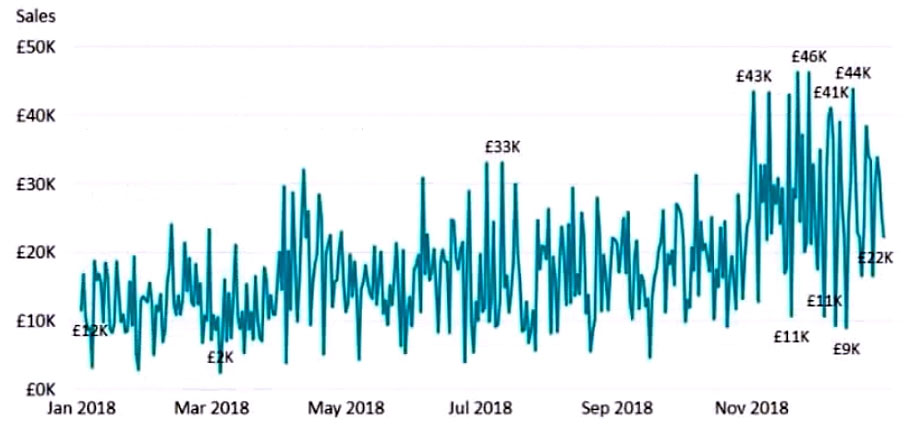 Sales
£50K
£46K
£43K
£44K
£41K
£40K
£33K
£30K
£20K
£22K
£12K
£10K
£11K
£11K
£2K
£9K
£0K
Jan 2018 Mar 2018 May 2018 Jul 2018 Sep 2018 Nov 2018